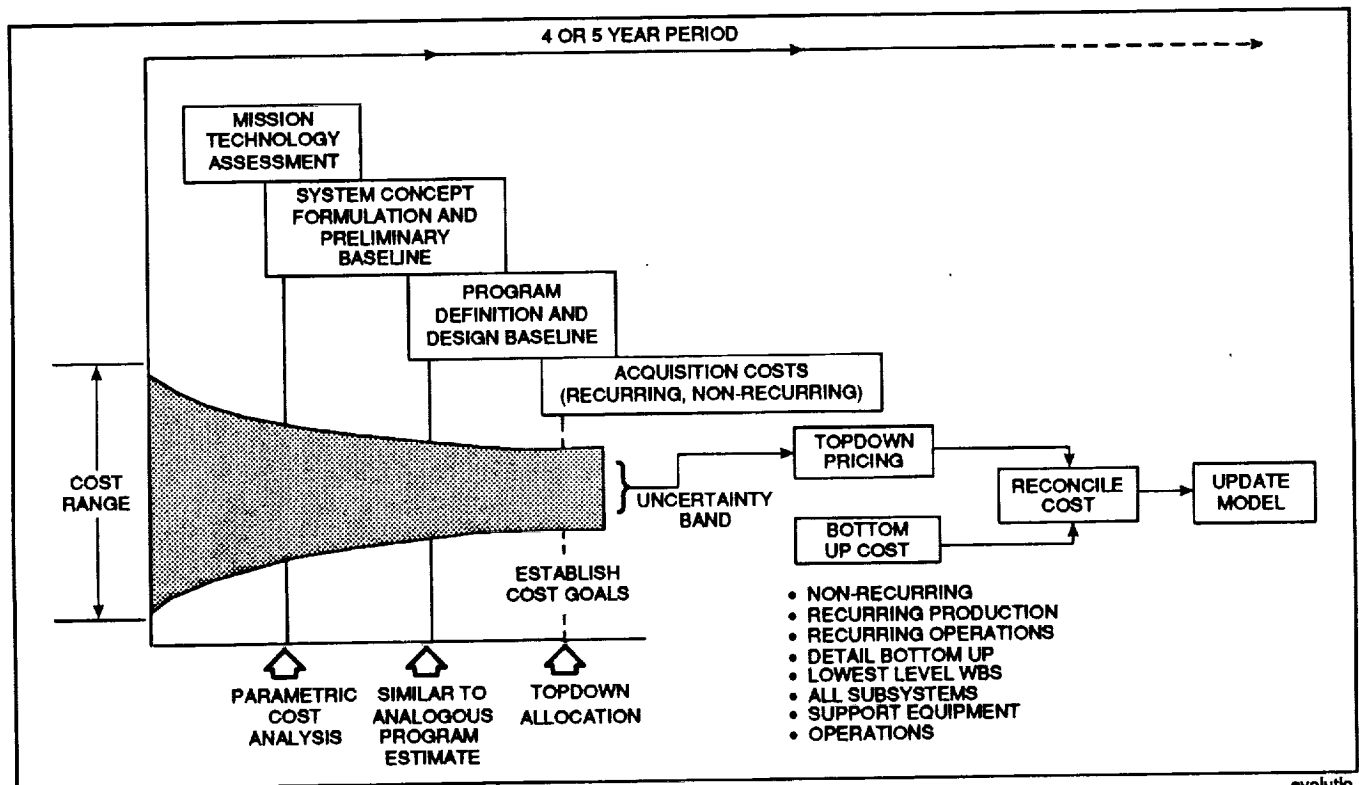 4 OR 5 YEAR PERIOD
MISSION
TECHNOLOGY
ASSESSMENT
SYSTEM CONCEPT
FORMULATION AND
PRELIMINARY
BASELINE
PROGRAM
DEFINITION AND
DESIGN BASELINE
ACQUISITION COSTS
(RECURRING, NON-RECURRING)
COST
RANGE
UNCERTAINTY
BAND
TOPDOWN
PRICING
BOTTOM
UP COST
RECONCILE
COST
UPDATE
MODEL
ESTABLISH
COST GOALS
• NON-RECURRING
• RECURRING PRODUCTION
• RECURRING OPERATIONS
• DETAIL BOTTOM UP
• LOWEST LEVEL WBS
• ALL SUBSYSTEMS
• SUPPORT EQUIPMENT
• OPERATIONS
PARAMETRIC
COST
ANALYSIS
SIMILAR TO
ANALOGOUS
PROGRAM
ESTIMATE
TOPDOWN
ALLOCATION